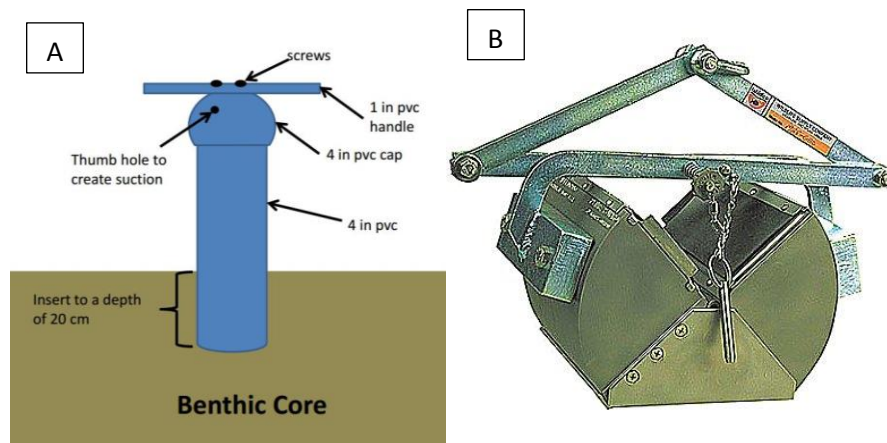 A
screws
1 in pvc
handle
Thumb hole to
create suction
4 in pvc cap
4 in pvc
Insert to a depth
of 20 cm
Benthic Core
B